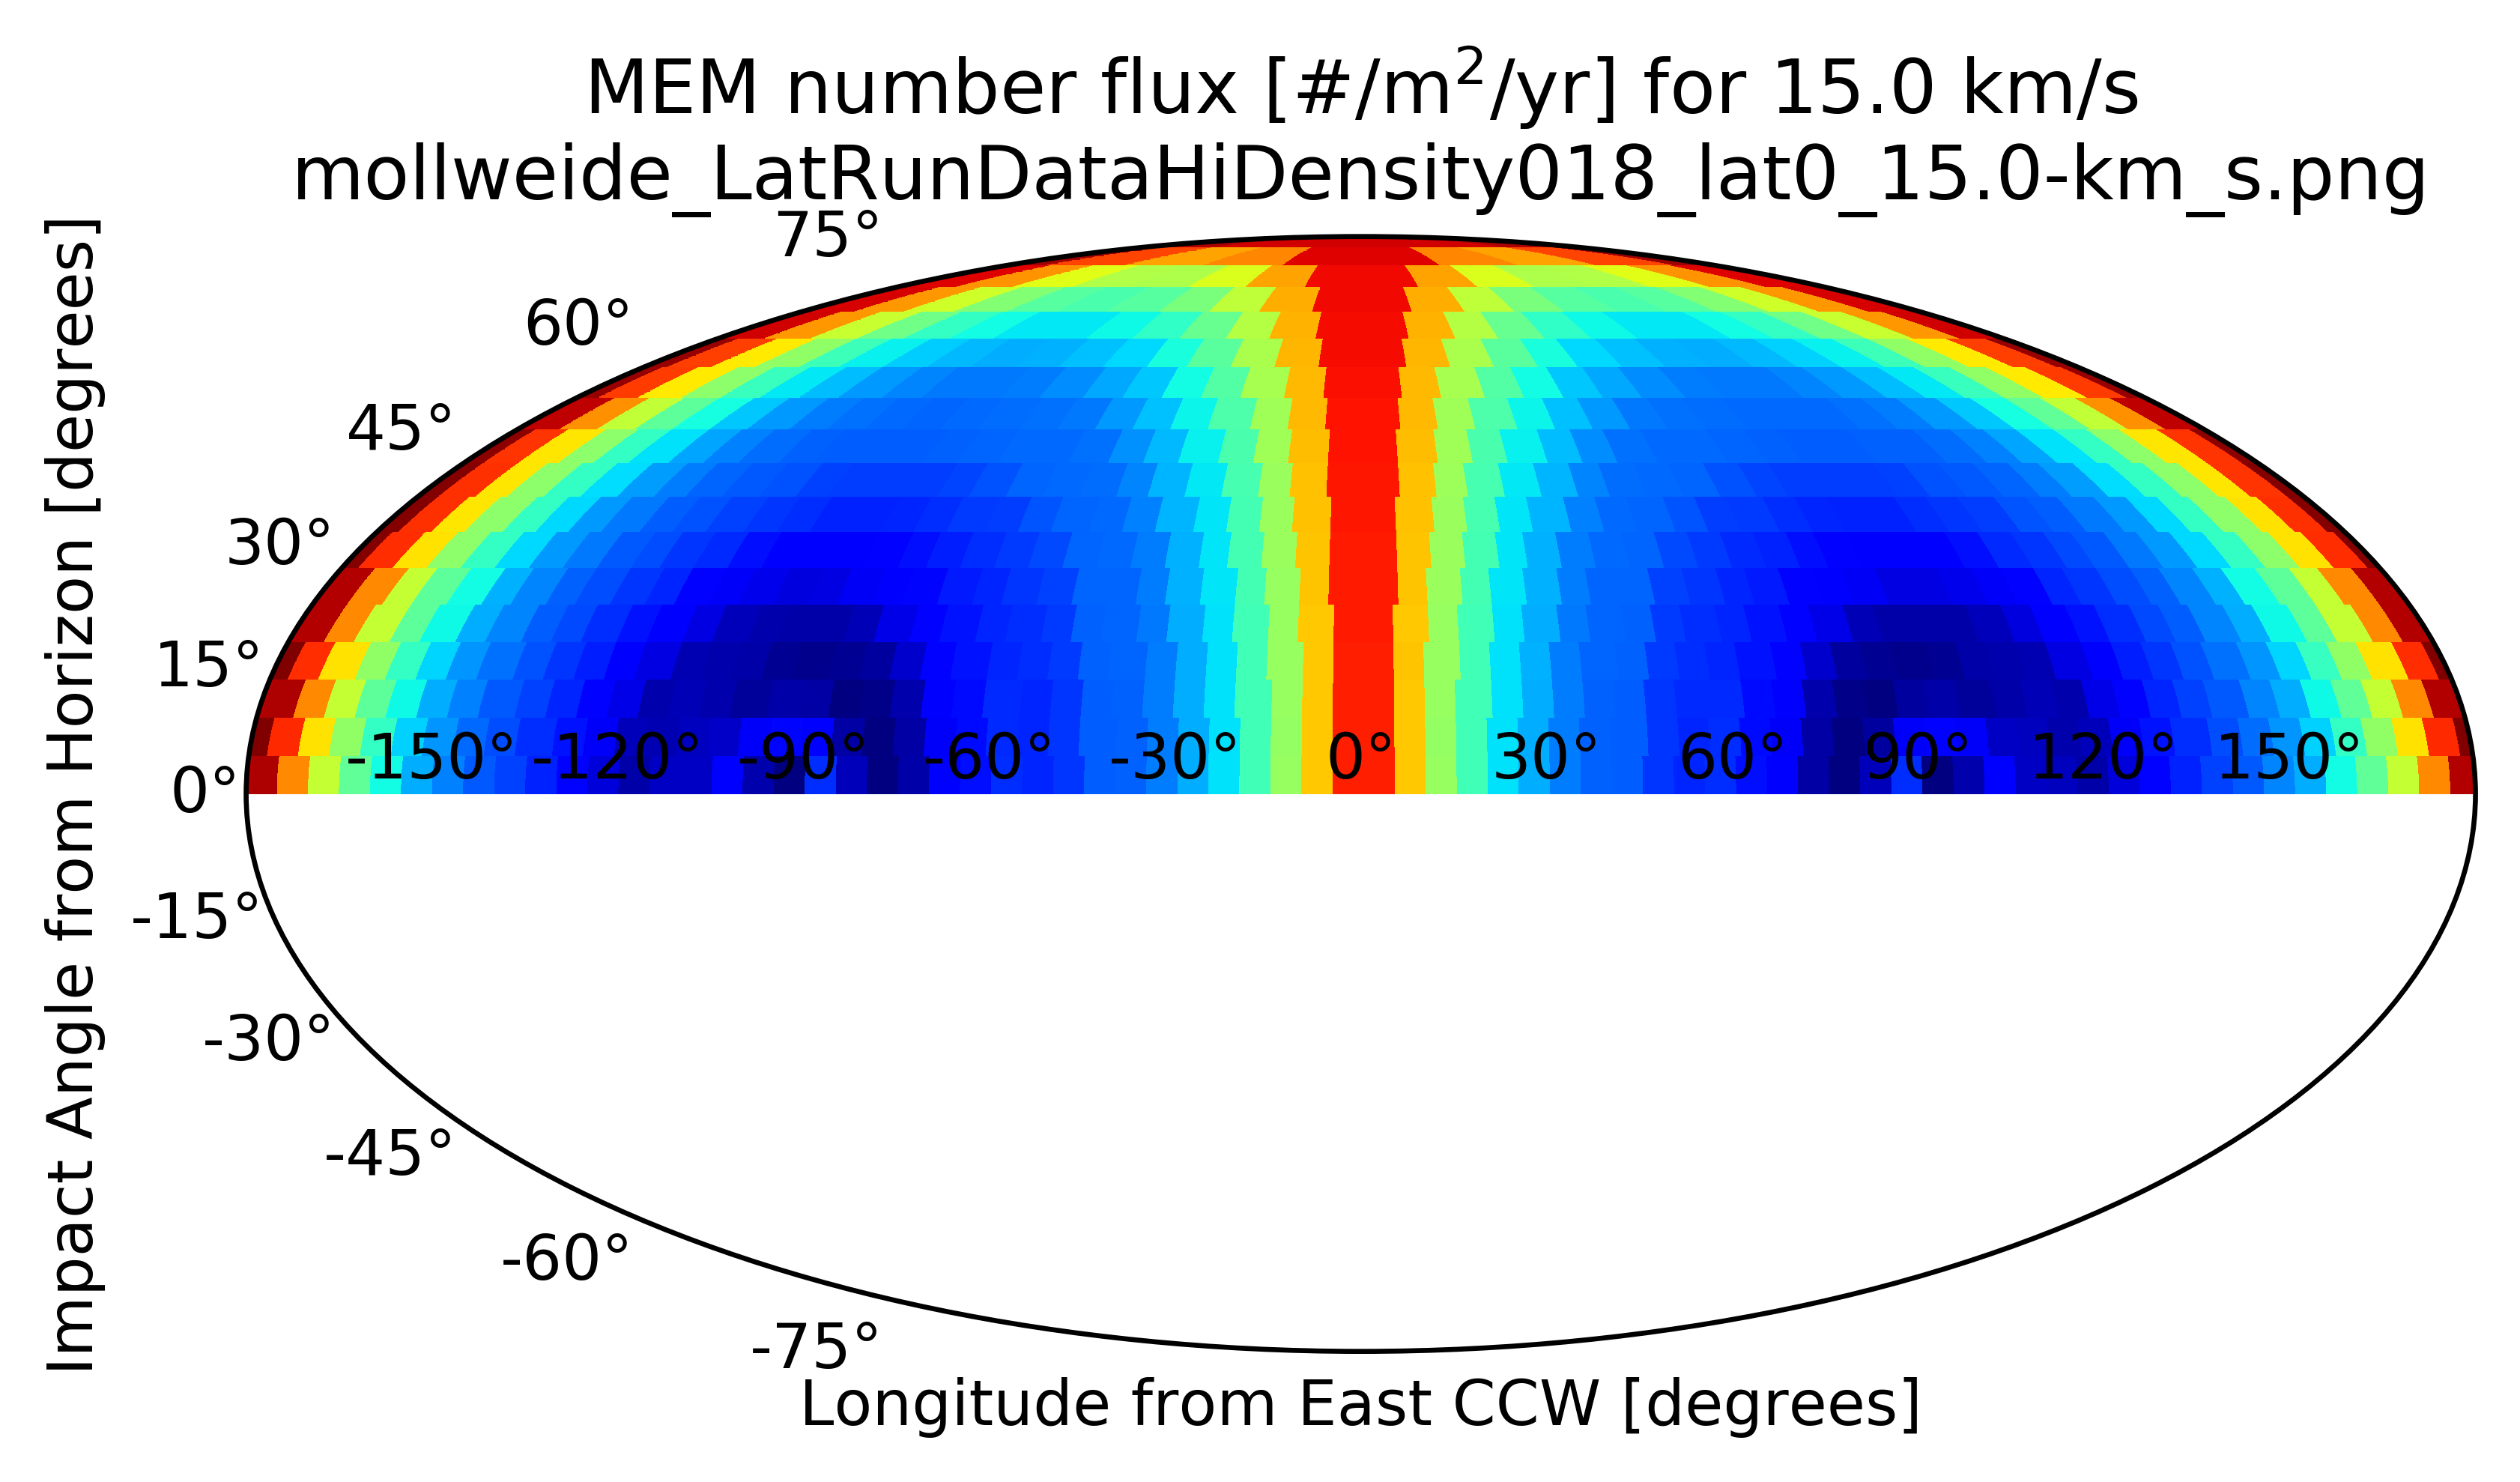 MEM number flux [#/m²/yr] for 15.0 km/s
mollweide_LatRunDataHiDensity018_lat0_15.0-km_s.png
75°
60°
45°
30°
15°
0°
-15°
-30°
-45°
-60°
-75°
-150° -120° -90° -60° -30° 0° 30° 60° 90° 120° 150°
Impact Angle from Horizon [degrees]
Longitude from East CCW [degrees]